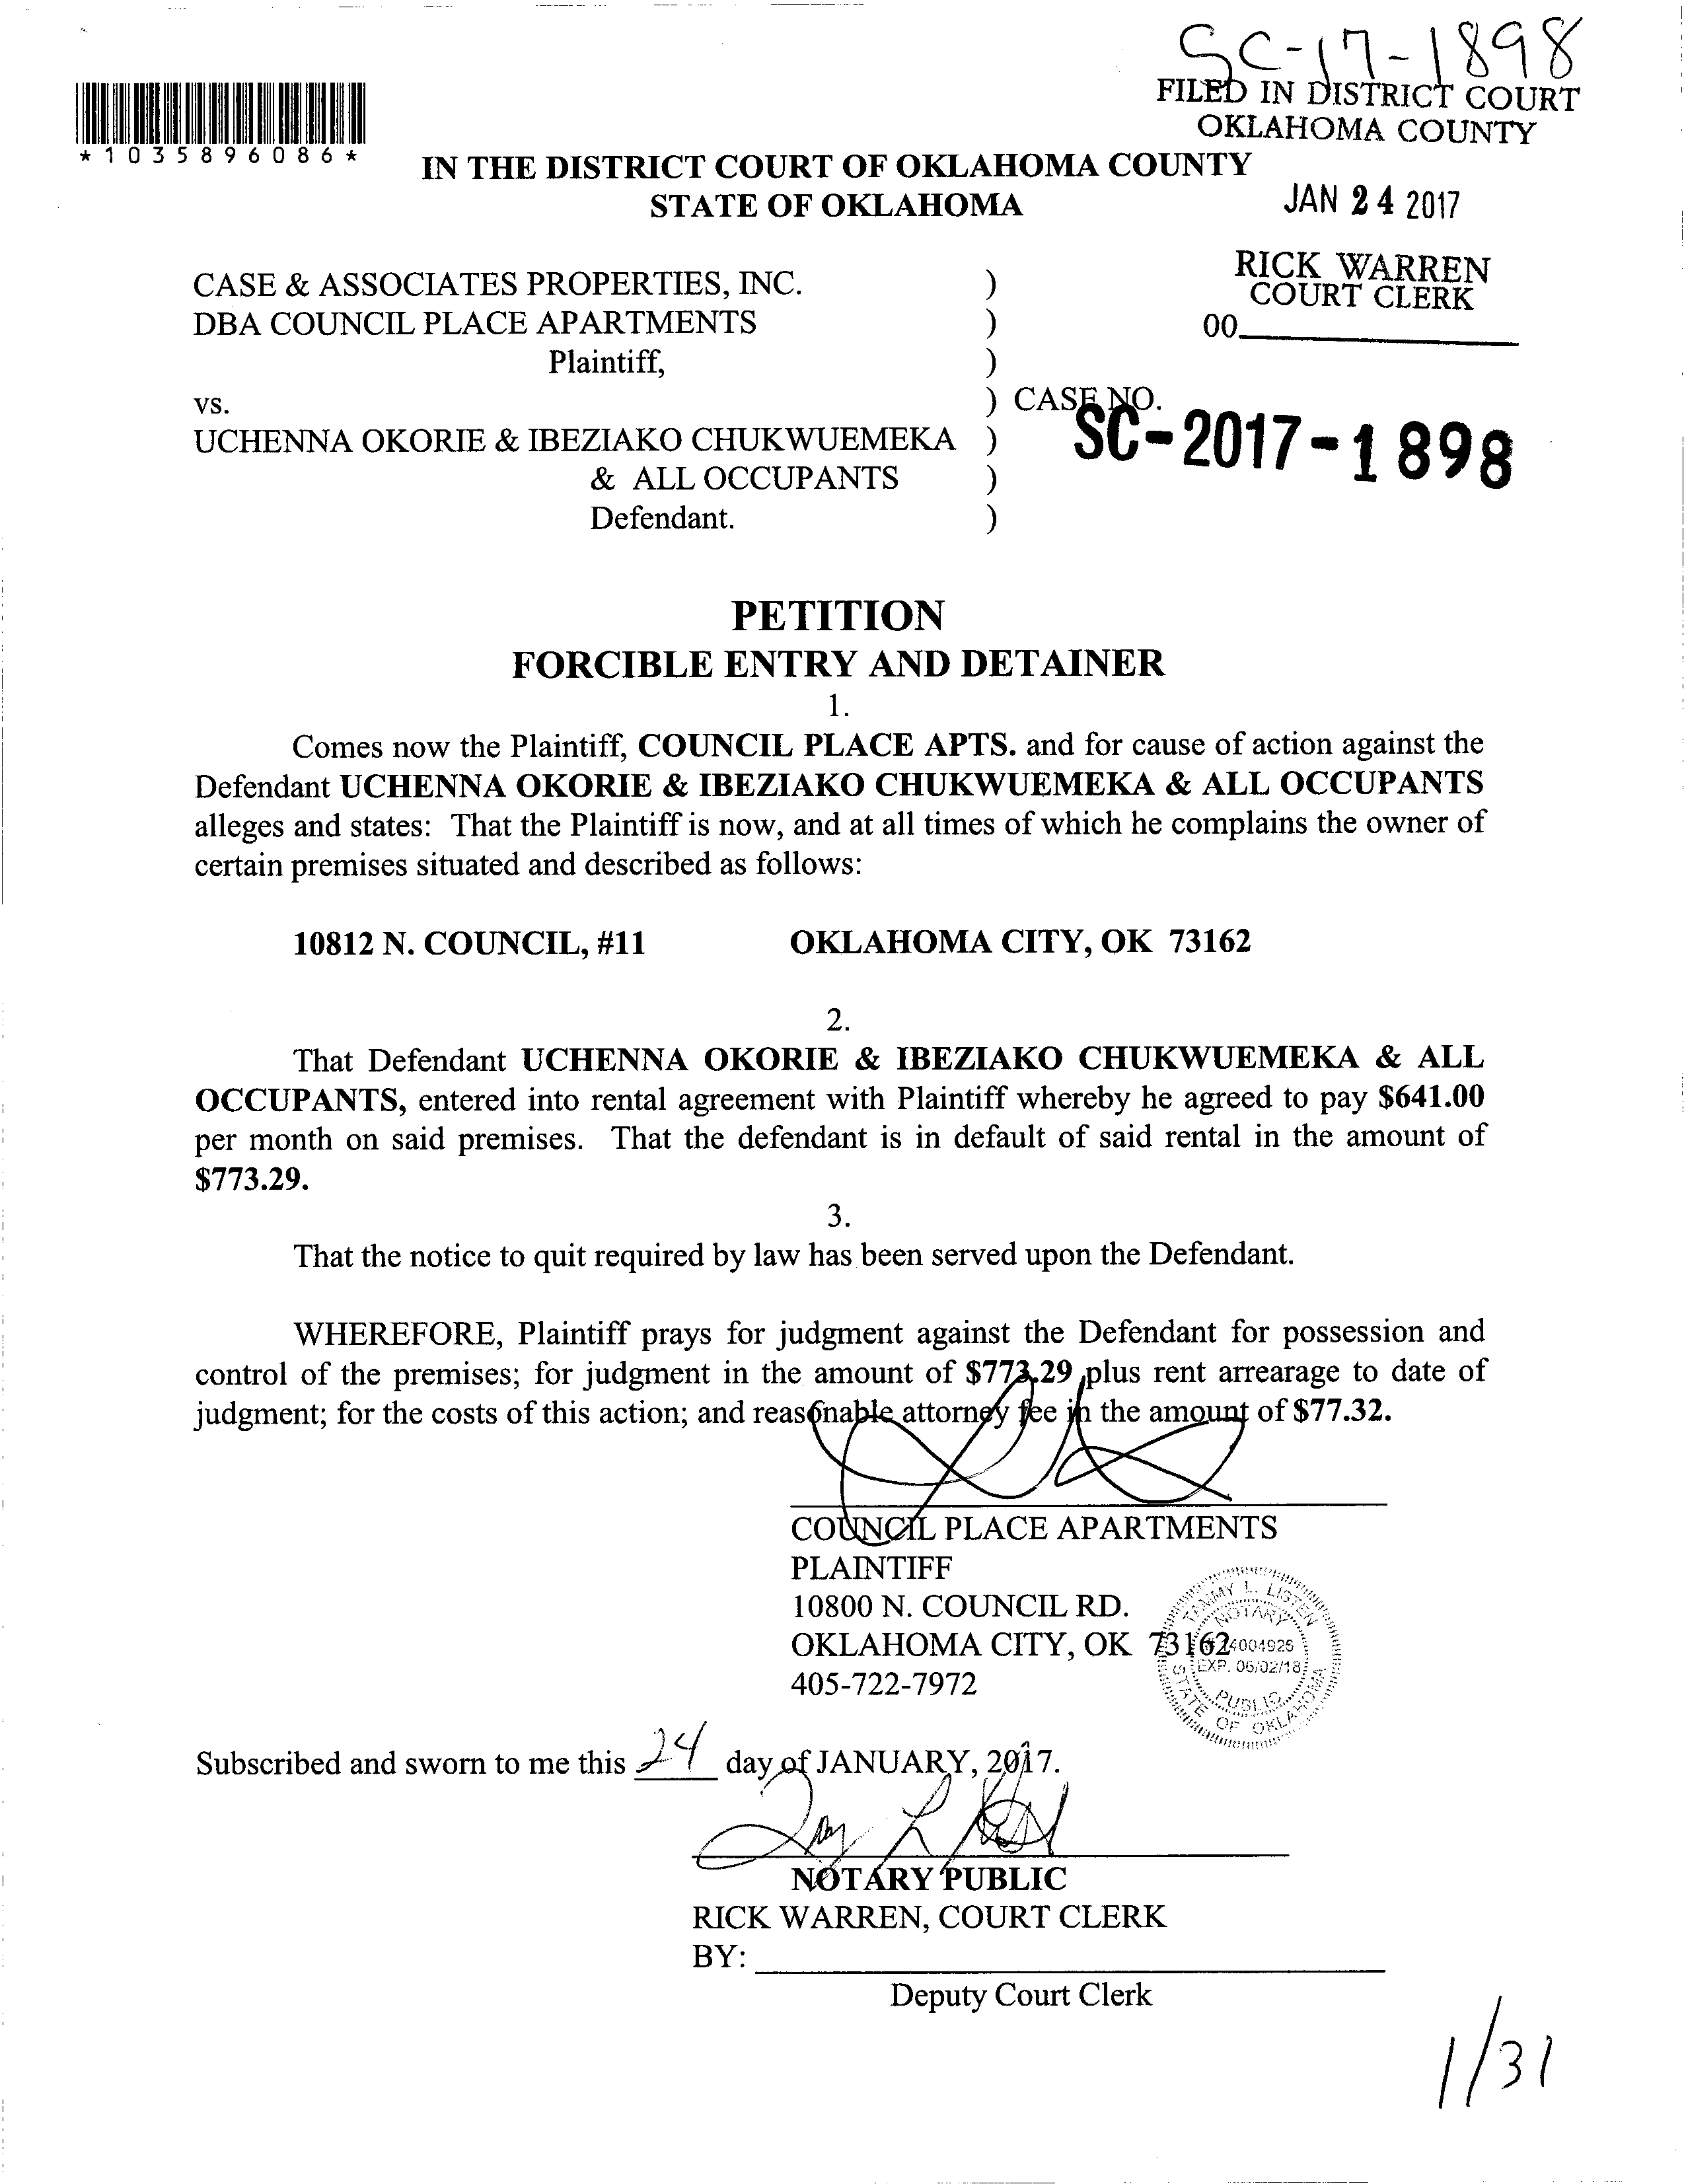 SC-17-1898
FILED IN DISTRICT COURT
OKLAHOMA COUNTY
*1035896086*
IN THE DISTRICT COURT OF OKLAHOMA COUNTY
STATE OF OKLAHOMA
JAN 24 2017
RICK WARREN
COURT CLERK
00
CASE & ASSOCIATES PROPERTIES, INC. )
DBA COUNCIL PLACE APARTMENTS )
Plaintiff, )
vs. ) CASE NO.
SC-2017-1898
UCHENNA OKORIE & IBEZIAKO CHUKWUEMEKA )
& ALL OCCUPANTS )
Defendant. )
PETITION
FORCIBLE ENTRY AND DETAINER
1.
Comes now the Plaintiff, COUNCIL PLACE APTS. and for cause of action against the
Defendant UCHENNA OKORIE & IBEZIAKO CHUKWUEMEKA & ALL OCCUPANTS
alleges and states: That the Plaintiff is now, and at all times of which he complains the owner of
certain premises situated and described as follows:
10812 N. COUNCIL, #11 OKLAHOMA CITY, OK 73162
2.
That Defendant UCHENNA OKORIE & IBEZIAKO CHUKWUEMEKA & ALL
OCCUPANTS, entered into rental agreement with Plaintiff whereby he agreed to pay $641.00
per month on said premises. That the defendant is in default of said rental in the amount of
$773.29.
3.
That the notice to quit required by law has been served upon the Defendant.
WHEREFORE, Plaintiff prays for judgment against the Defendant for possession and
control of the premises; for judgment in the amount of $773.29 plus rent arrearage to date of
judgment; for the costs of this action; and reasonable attorney fee in the amount of $77.32.
COUNCIL PLACE APARTMENTS
PLAINTIFF
10800 N. COUNCIL RD.
OKLAHOMA CITY, OK 73162
405-722-7972
TAMMY L. LISTEN
NOTARY
# 14004926
EXP. 06/02/18
PUBLIC
STATE OF OKLAHOMA
Subscribed and sworn to me this 24 day of JANUARY, 2017.
NOTARY PUBLIC
RICK WARREN, COURT CLERK
BY:
Deputy Court Clerk
1/31